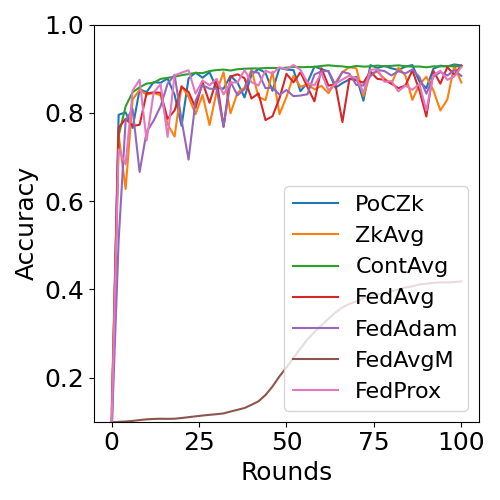 1.0
0.8
0.6
0.4
0.2
Accuracy
0
25
50
75
100
Rounds
PoCZk
ZkAvg
ContAvg
FedAvg
FedAdam
FedAvgM
FedProx